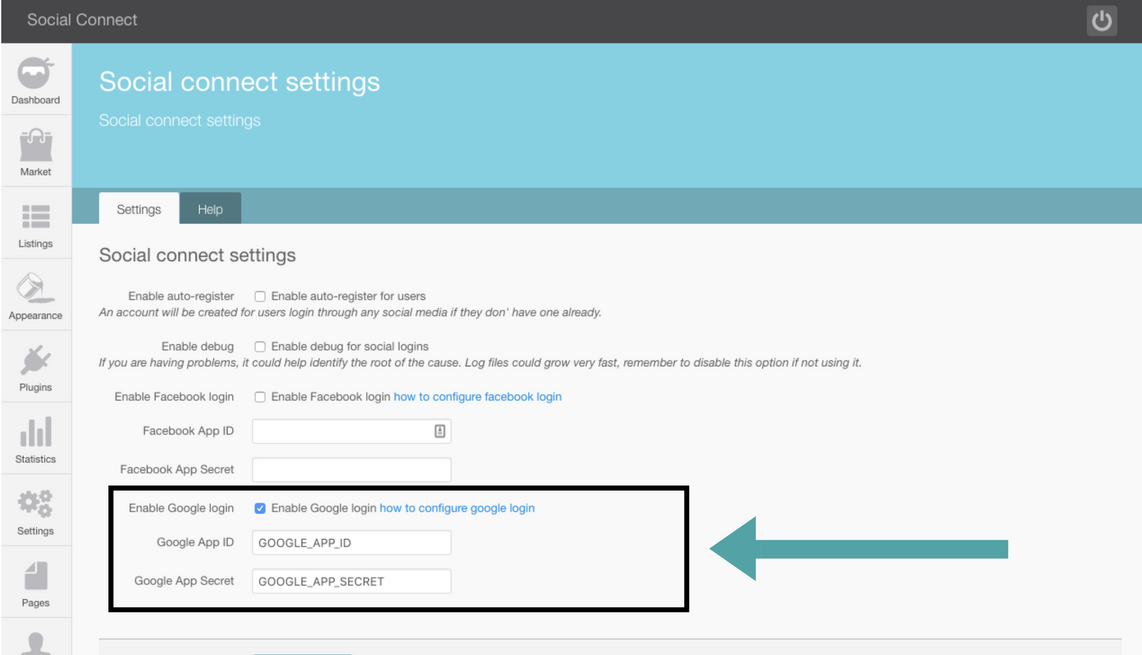 Social Connect
Dashboard
Market
Listings
Appearance
Plugins
Statistics
Settings
Pages
Social connect settings
Social connect settings
Settings Help
Social connect settings
Enable auto-register Enable auto-register for users
An account will be created for users login through any social media if they don' have one already.
Enable debug Enable debug for social logins
If you are having problems, it could help identify the root of the cause. Log files could grow very fast, remember to disable this option if not using it.
Enable Facebook login Enable Facebook login how to configure facebook login
Facebook App ID
Facebook App Secret
Enable Google login Enable Google login how to configure google login
Google App ID GOOGLE_APP_ID
Google App Secret GOOGLE_APP_SECRET